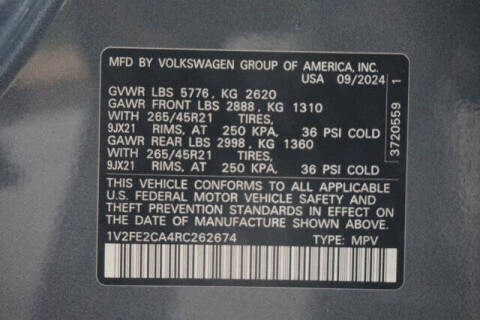 MFD BY VOLKSWAGEN GROUP OF AMERICA, INC.
USA 09/2024
GVWR LBS 5776, KG 2620
GAWR FRONT LBS 2888, KG 1310
WITH 265/45R21 TIRES,
9JX21 RIMS, AT 250 KPA, 36 PSI COLD
GAWR REAR LBS 2998, KG 1360
WITH 265/45R21 TIRES,
9JX21 RIMS, AT 250 KPA, 36 PSI COLD
THIS VEHICLE CONFORMS TO ALL APPLICABLE
U.S. FEDERAL MOTOR VEHICLE SAFETY AND
THEFT PREVENTION STANDARDS IN EFFECT ON
THE DATE OF MANUFACTURE SHOWN ABOVE.
1V2FE2CA4RC262674 TYPE: MPV
3720559 1